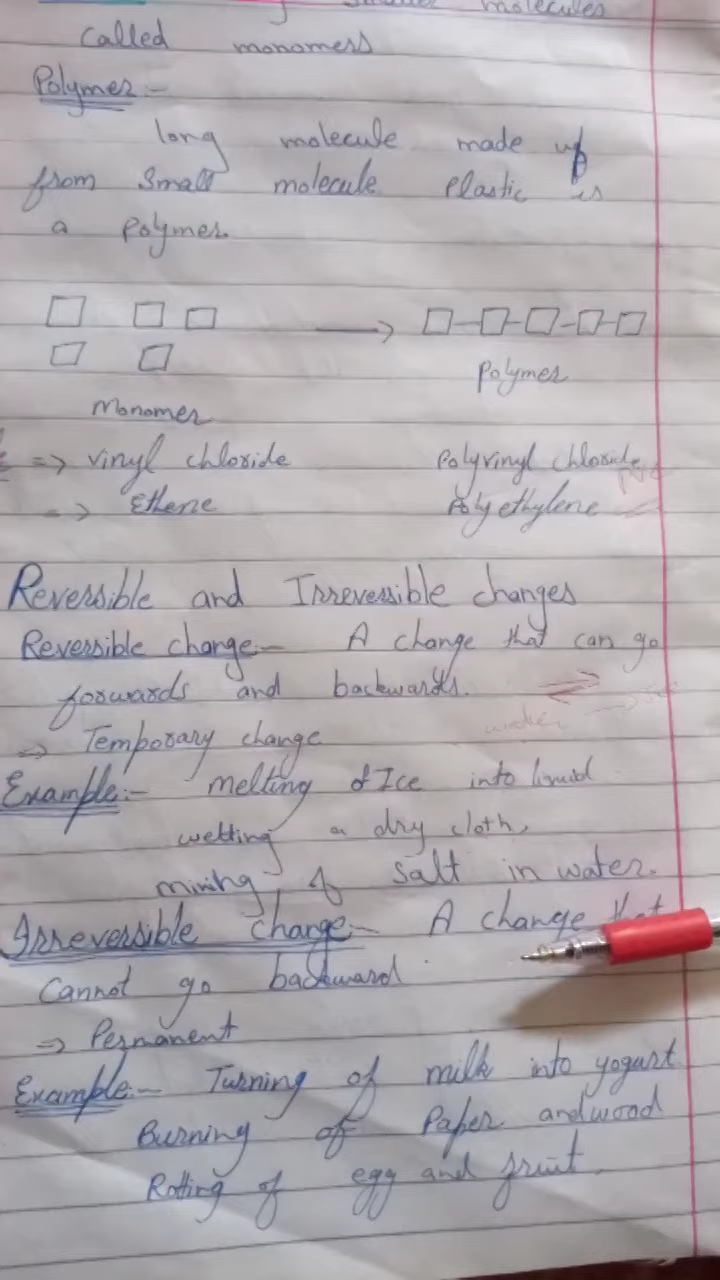 molecules
called monomers
Polymer:-
long molecule made up
from small molecule. Plastic is
a Polymer.
Polymer
Monomer
=> vinyl chloride Polyvinyl chloride
=> Ethene Polyethylene
Reversible and Irreversible changes
Reversible change:- A change that can go
forwards and backwards.
water
=> Temporary change
Example:- melting of Ice into liquid
wetting a dry cloth,
mixing of salt in water.
Irreversible change:- A change that
Cannot go backward
=> Permanent
Example:- Turning of milk into yogurt
Burning of Paper and wood
Rotting of egg and fruit.